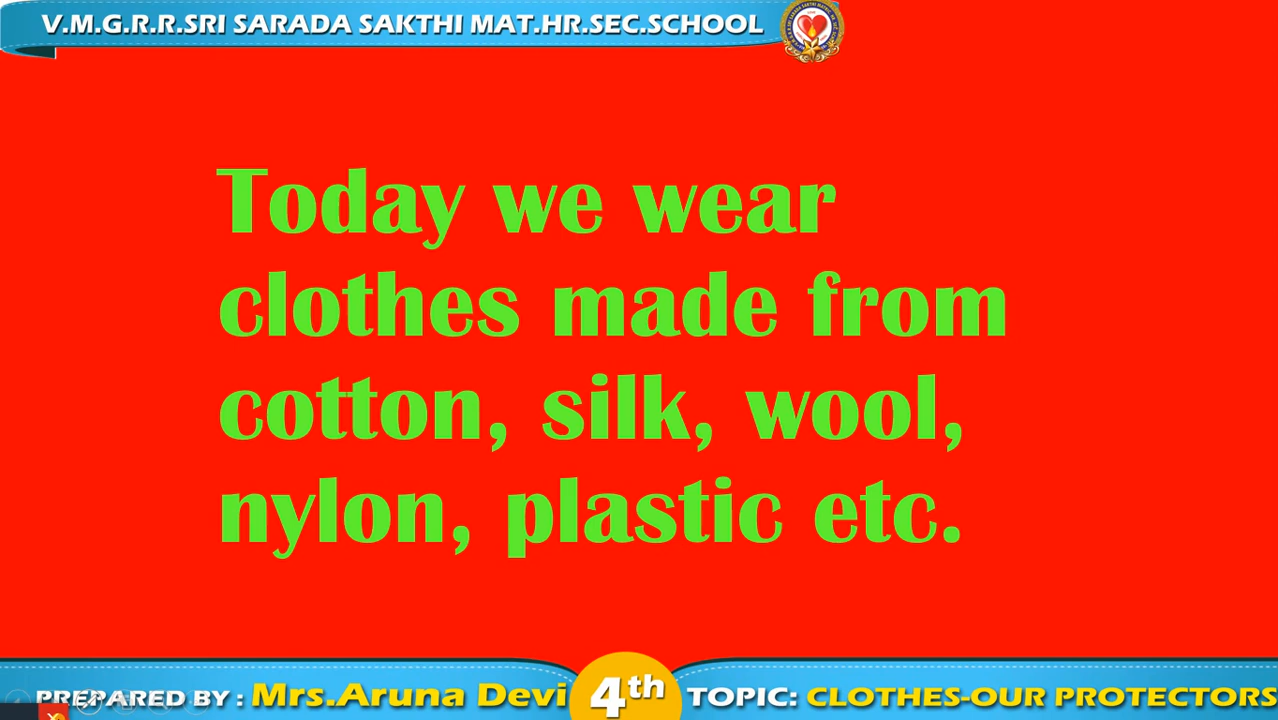 V.M.G.R.R.SRI SARADA SAKTHI MAT.HR.SEC.SCHOOL
Today we wear
clothes made from
cotton, silk, wool,
nylon, plastic etc.
PREPARED BY : Mrs.Aruna Devi 4th TOPIC: CLOTHES-OUR PROTECTORS